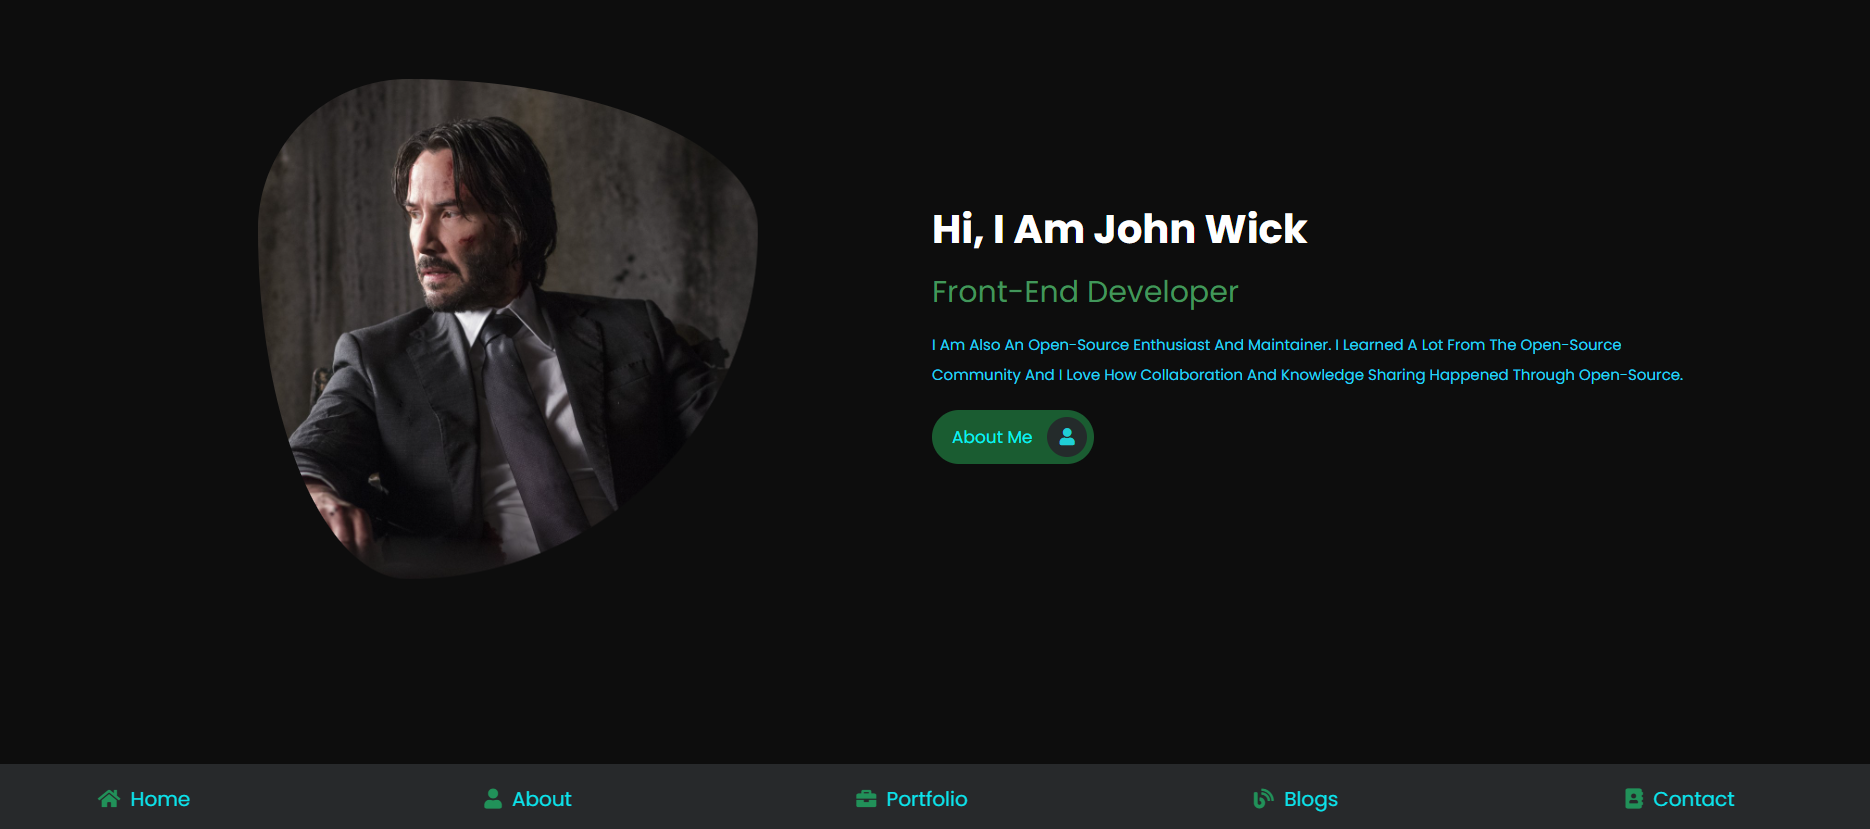 Hi, I Am John Wick
Front-End Developer
I Am Also An Open-Source Enthusiast And Maintainer. I Learned A Lot From The Open-Source
Community And I Love How Collaboration And Knowledge Sharing Happened Through Open-Source.
About Me
Home
About
Portfolio
Blogs
Contact